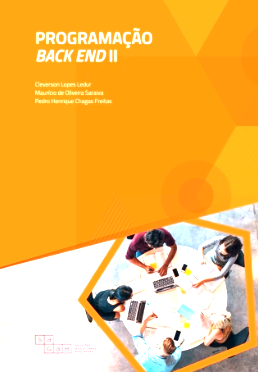 PROGRAMAÇÃO
BACK END II
Cleverson Lopes Ledur
Maurício de Oliveira Saraiva
Pedro Henrique Chagas Freitas